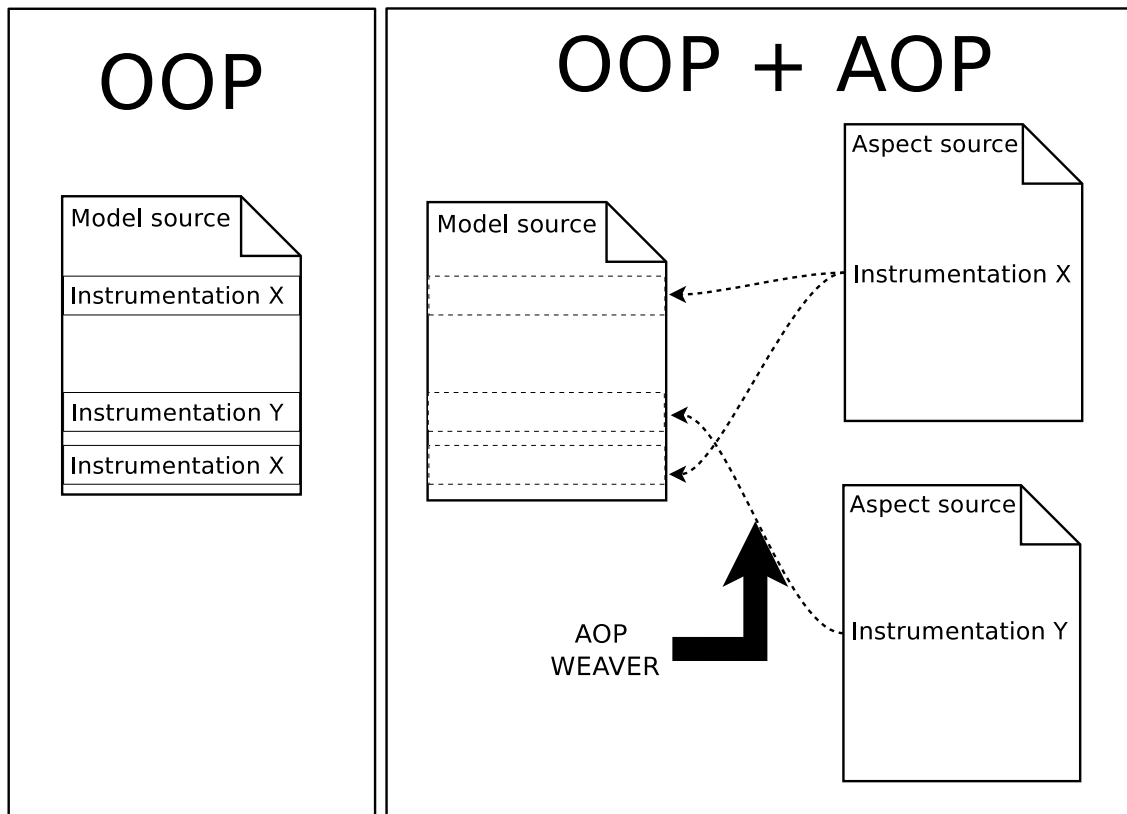 OOP
Model source
Instrumentation X
Instrumentation Y
Instrumentation X
OOP + AOP
Model source
Aspect source
Instrumentation X
Aspect source
Instrumentation Y
AOP
WEAVER